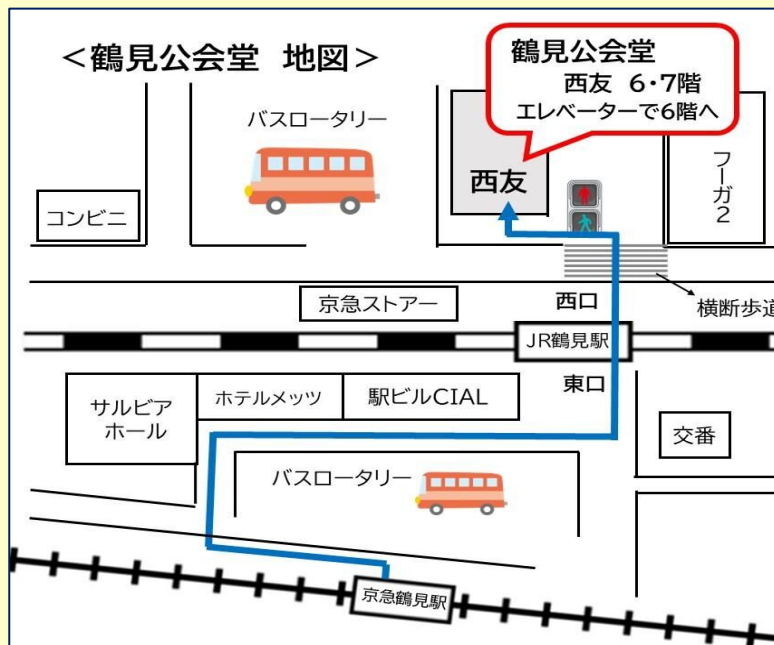 ＜鶴見公会堂 地図＞
鶴見公会堂
西友 6・7階
エレベーターで6階へ
バスロータリー
西友
フーガ2
コンビニ
京急ストアー
西口
横断歩道
JR鶴見駅
サルビア
ホール
ホテルメッツ
駅ビルCIAL
東口
交番
バスロータリー
京急鶴見駅